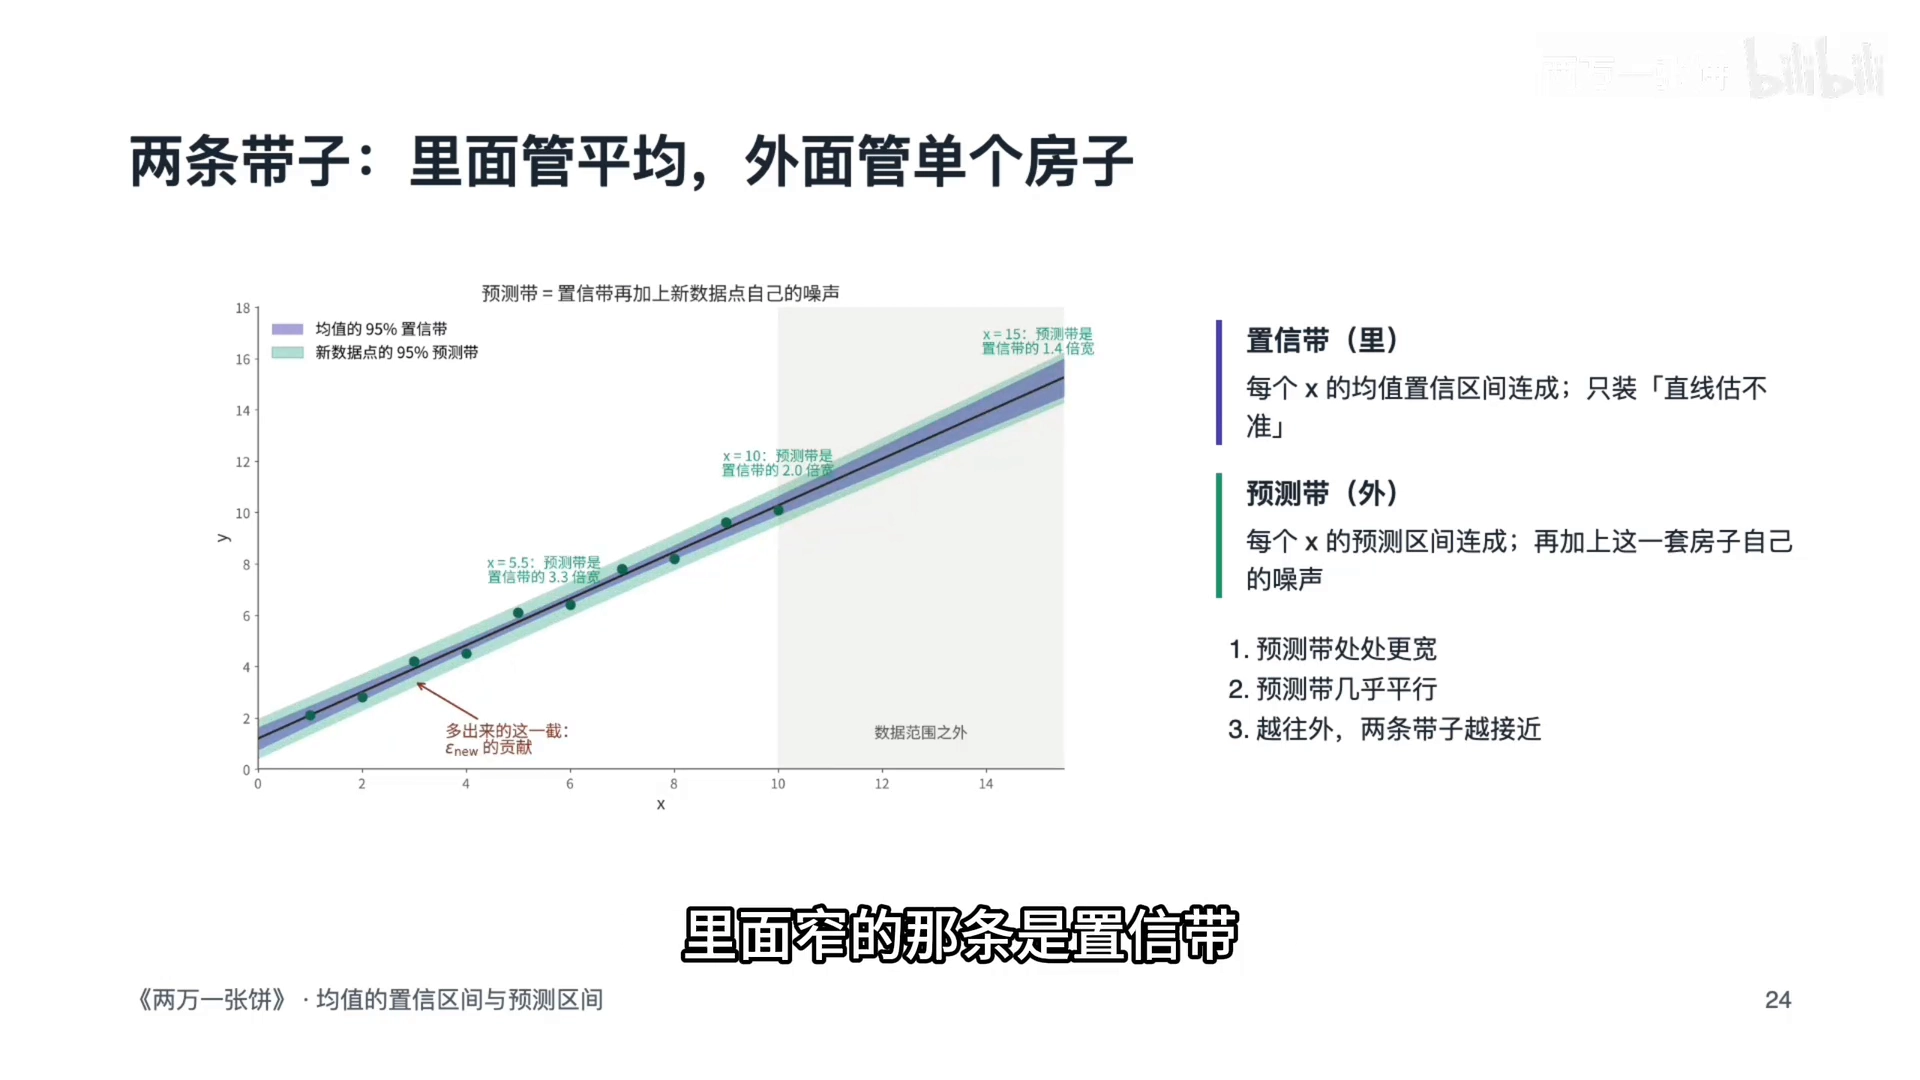 两万一张饼 bilibili
两条带子：里面管平均，外面管单个房子
预测带 = 置信带再加上新数据点自己的噪声
均值的 95% 置信带
新数据点的 95% 预测带
x = 15：预测带是
置信带的 1.4 倍宽
x = 10：预测带是
置信带的 2.0 倍宽
x = 5.5：预测带是
置信带的 3.3 倍宽
多出来的这一截：
εnew 的贡献
数据范围之外
18
16
14
12
10
8
6
4
2
0
y
0 2 4 6 8 10 12 14
x
置信带（里）
每个 x 的均值置信区间连成；只装「直线估不
准」
预测带（外）
每个 x 的预测区间连成；再加上这一套房子自己
的噪声
1. 预测带处处更宽
2. 预测带几乎平行
3. 越往外，两条带子越接近
里面窄的那条是置信带
《两万一张饼》 · 均值的置信区间与预测区间
24